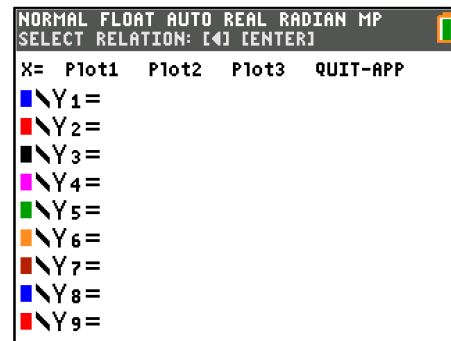 NORMAL FLOAT AUTO REAL RADIAN MP
SELECT RELATION: [◄] [ENTER]
X= Plot1 Plot2 Plot3 QUIT-APP
\Y1=
\Y2=
\Y3=
\Y4=
\Y5=
\Y6=
\Y7=
\Y8=
\Y9=